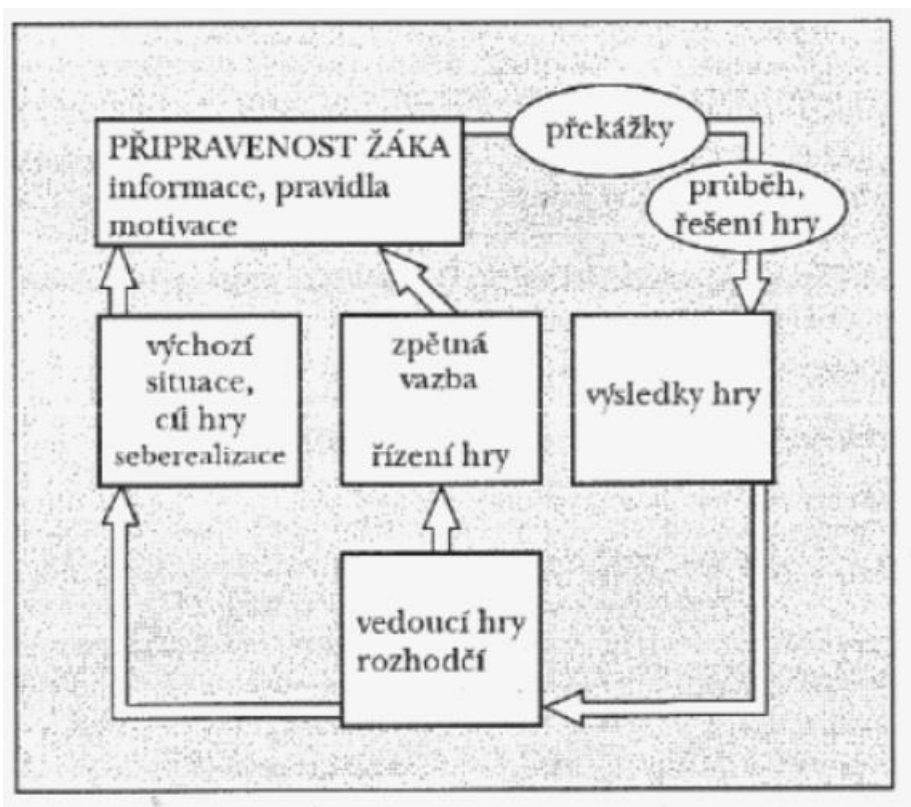 PŘIPRAVENOST ŽÁKA
informace, pravidla
motivace
překážky
průběh,
řešení hry
výchozí
situace,
cíl hry
seberealizace
zpětná
vazba
řízení hry
výsledky hry
vedoucí hry
rozhodčí